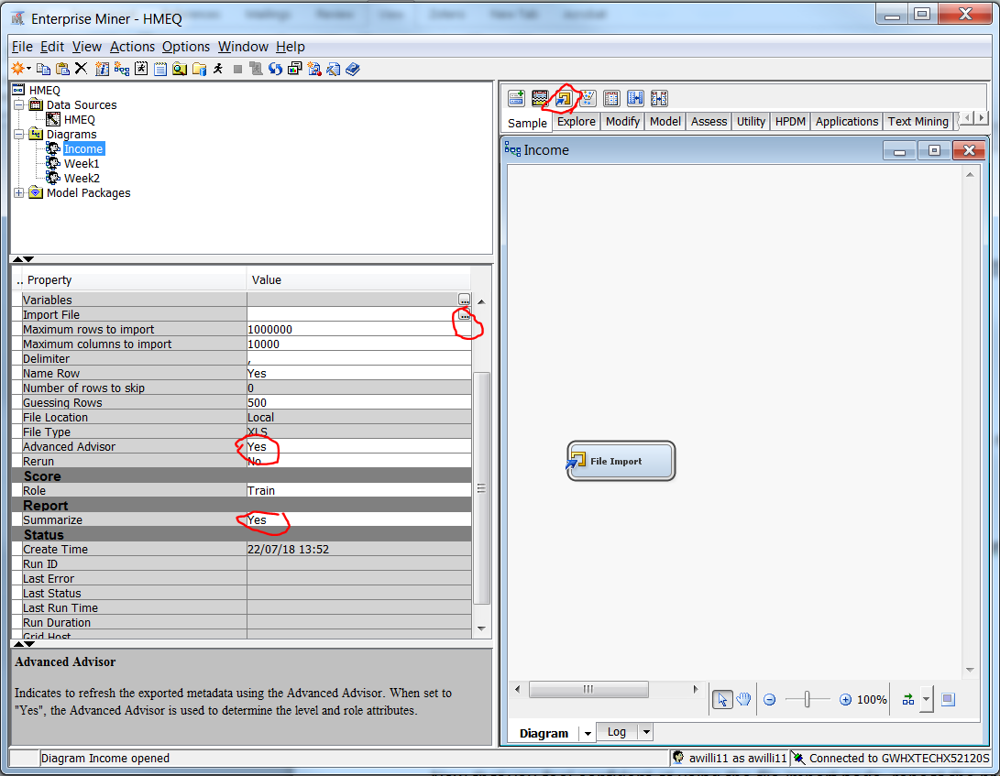 Enterprise Miner - HMEQ
File Edit View Actions Options Window Help
HMEQ
Data Sources
HMEQ
Diagrams
Income
Week1
Week2
Model Packages
.. Property Value
Variables ...
Import File ...
Maximum rows to import 1000000
Maximum columns to import 10000
Delimiter ,
Name Row Yes
Number of rows to skip 0
Guessing Rows 500
File Location Local
File Type XLS
Advanced Advisor Yes
Rerun No
Score
Role Train
Report
Summarize Yes
Status
Create Time 22/07/18 13:52
Run ID
Last Error
Last Status
Last Run Time
Run Duration
Grid Host
Advanced Advisor
Indicates to refresh the exported metadata using the Advanced Advisor. When set to
"Yes", the Advanced Advisor is used to determine the level and role attributes.
Sample Explore Modify Model Assess Utility HPDM Applications Text Mining
Income
File Import
100%
Diagram Log
Diagram Income opened
awilli11 as awilli11 Connected to GWHXTECHX52120S